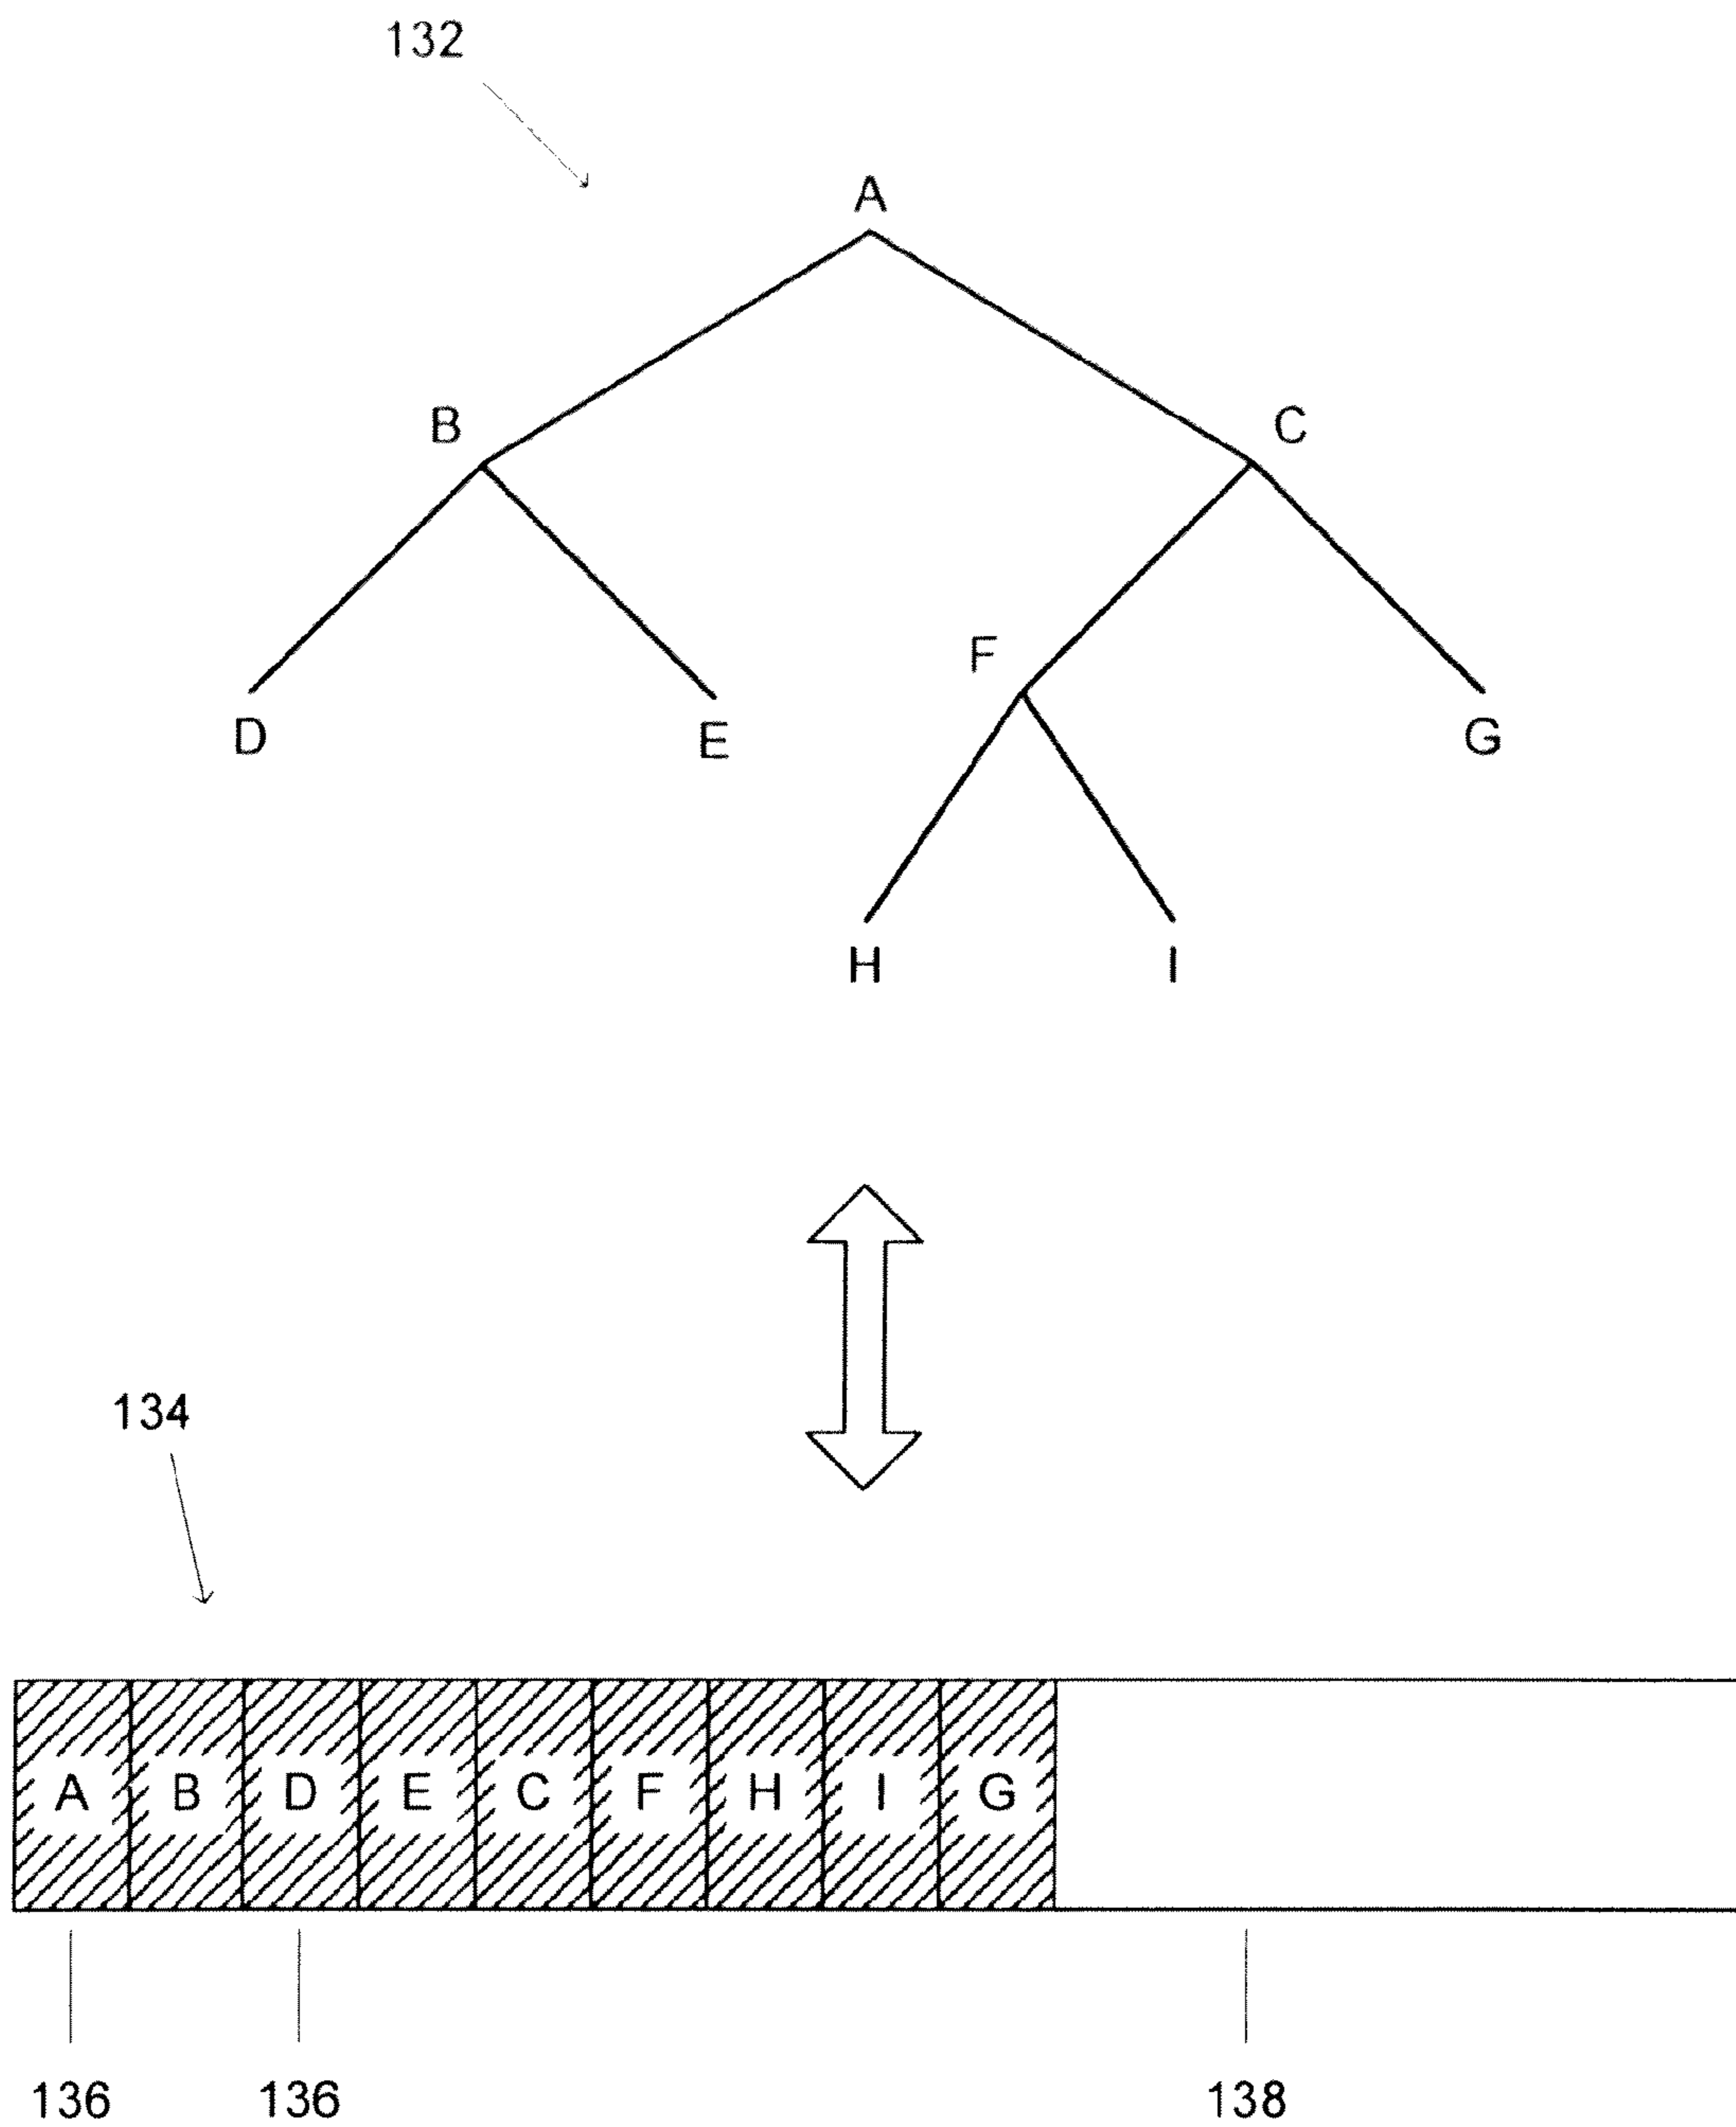 132
A
B C
F
D E G
H I
134
A B D E C F H I G
136 136 138